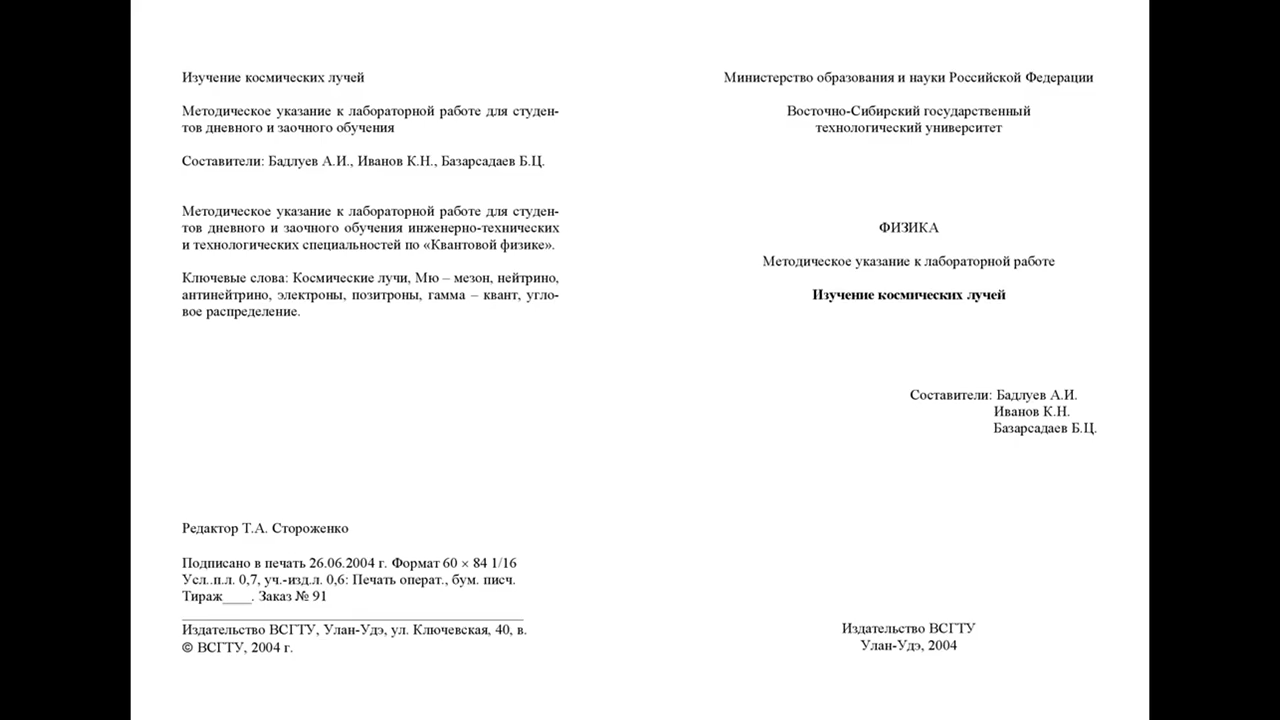 Изучение космических лучей
Методическое указание к лабораторной работе для студен-
тов дневного и заочного обучения
Составители: Бадлуев А.И., Иванов К.Н., Базарсадаев Б.Ц.
Методическое указание к лабораторной работе для студен-
тов дневного и заочного обучения инженерно-технических
и технологических специальностей по «Квантовой физике».
Ключевые слова: Космические лучи, Мю – мезон, нейтрино,
антинейтрино, электроны, позитроны, гамма – квант, угло-
вое распределение.
Редактор Т.А. Стороженко
Подписано в печать 26.06.2004 г. Формат 60 × 84 1/16
Усл..п.л. 0,7, уч.-изд.л. 0,6: Печать операт., бум. писч.
Тираж____. Заказ № 91
Издательство ВСГТУ, Улан-Удэ, ул. Ключевская, 40, в.
© ВСГТУ, 2004 г.
Министерство образования и науки Российской Федерации
Восточно-Сибирский государственный
технологический университет
ФИЗИКА
Методическое указание к лабораторной работе
Изучение космических лучей
Составители: Бадлуев А.И.
Иванов К.Н.
Базарсадаев Б.Ц.
Издательство ВСГТУ
Улан-Удэ, 2004